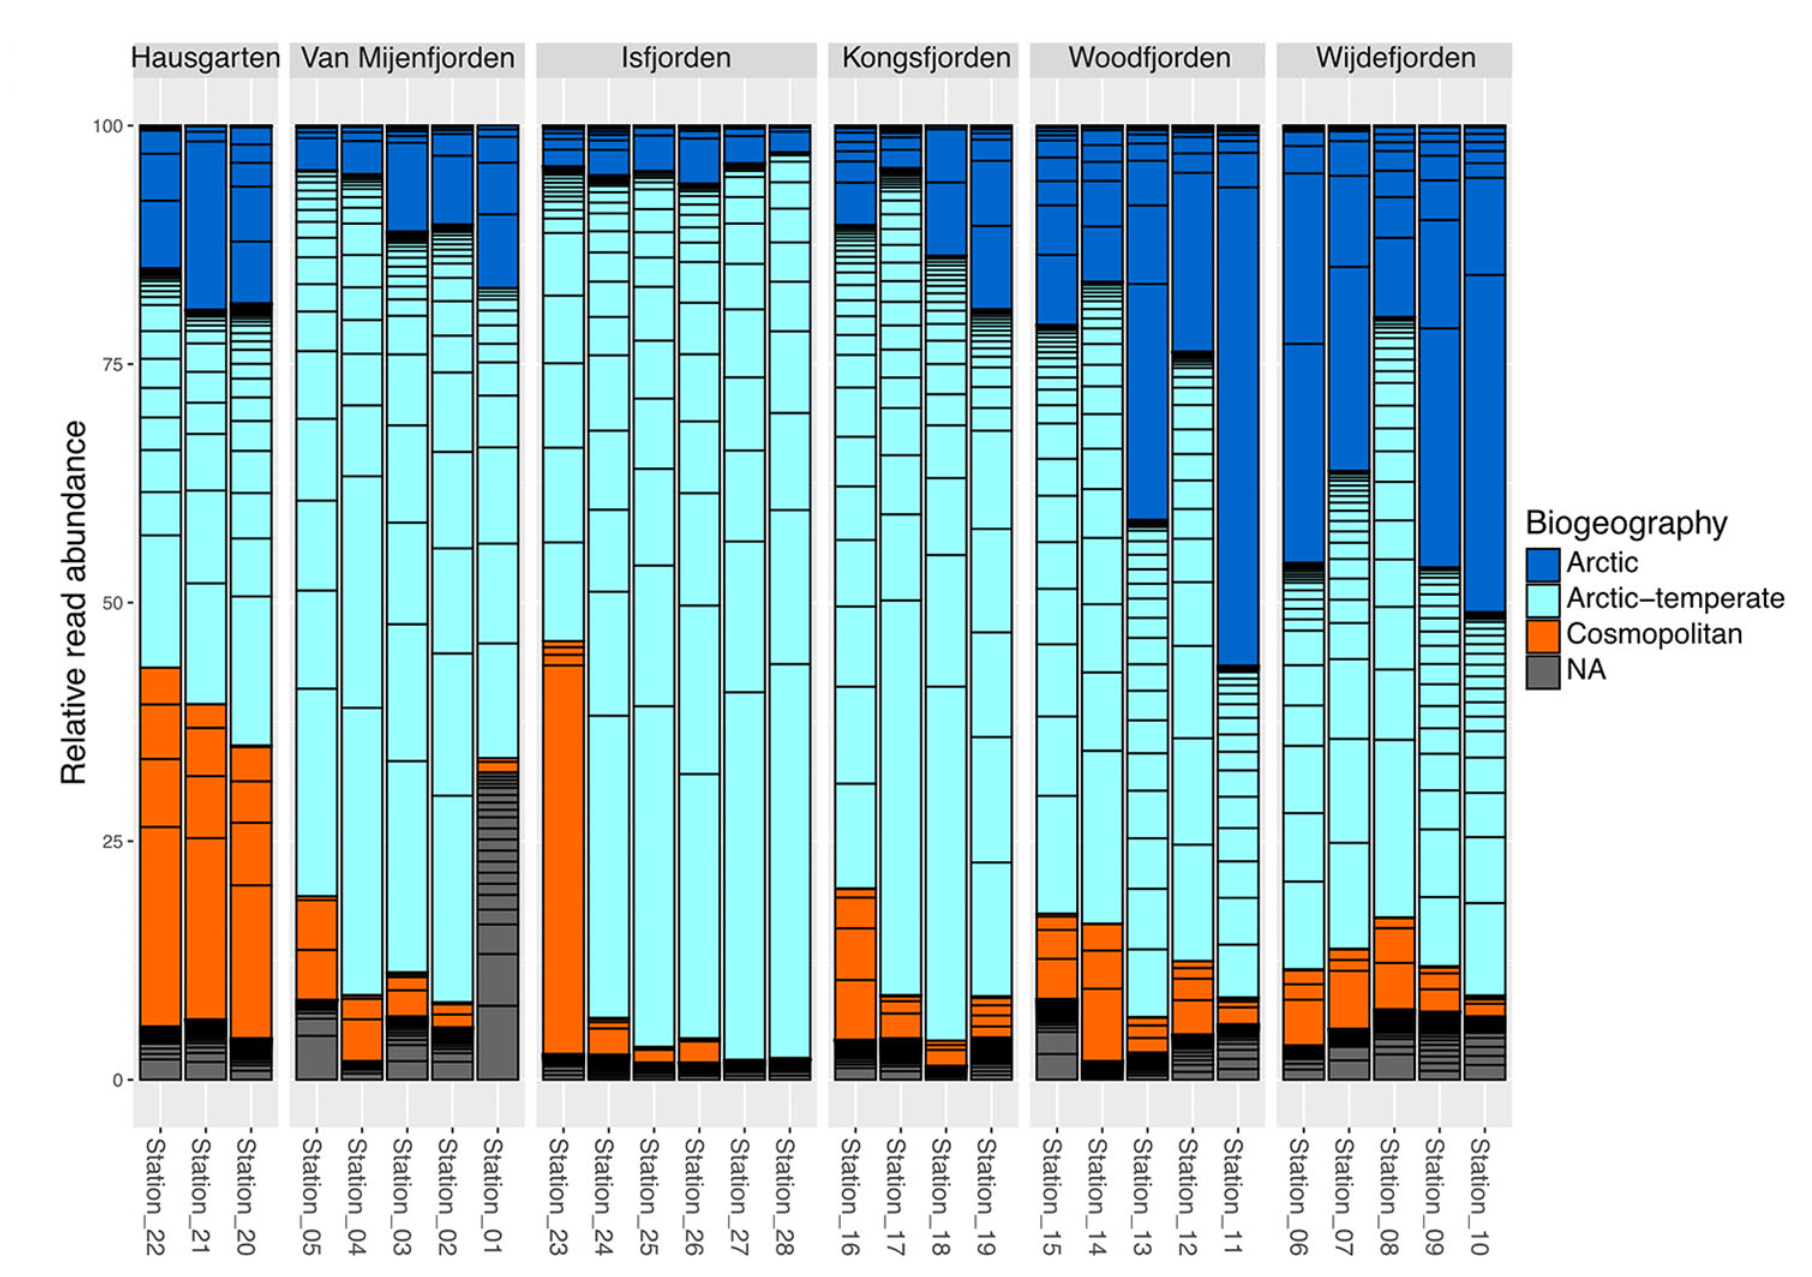 Hausgarten
Van Mijenfjorden
Isfjorden
Kongsfjorden
Woodfjorden
Wijdefjorden
Relative read abundance
100
75
50
25
0
Biogeography
Arctic
Arctic–temperate
Cosmopolitan
NA
Station_22
Station_21
Station_20
Station_05
Station_04
Station_03
Station_02
Station_01
Station_23
Station_24
Station_25
Station_26
Station_27
Station_28
Station_16
Station_17
Station_18
Station_19
Station_15
Station_14
Station_13
Station_12
Station_11
Station_06
Station_07
Station_08
Station_09
Station_10